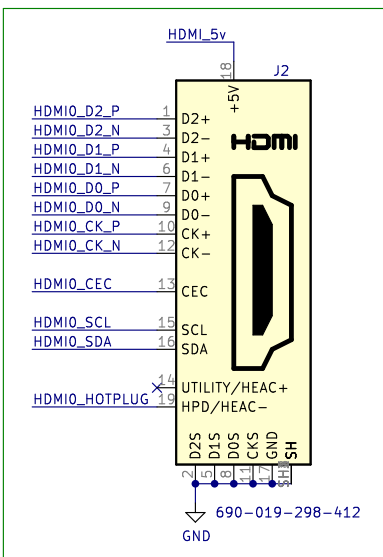 HDMI_5v
18
J2
+5V
HDMI0_D2_P 1 D2+
HDMI0_D2_N 3 D2-
HDMI
HDMI0_D1_P 4 D1+
HDMI0_D1_N 6 D1-
HDMI0_D0_P 7 D0+
HDMI0_D0_N 9 D0-
HDMI0_CK_P 10 CK+
HDMI0_CK_N 12 CK-
HDMI0_CEC 13 CEC
HDMI0_SCL 15 SCL
HDMI0_SDA 16 SDA
14 UTILITY/HEAC+
HDMI0_HOTPLUG 19 HPD/HEAC-
D2S D1S D0S CKS GND SH
2 5 8 11 17
690-019-298-412
GND